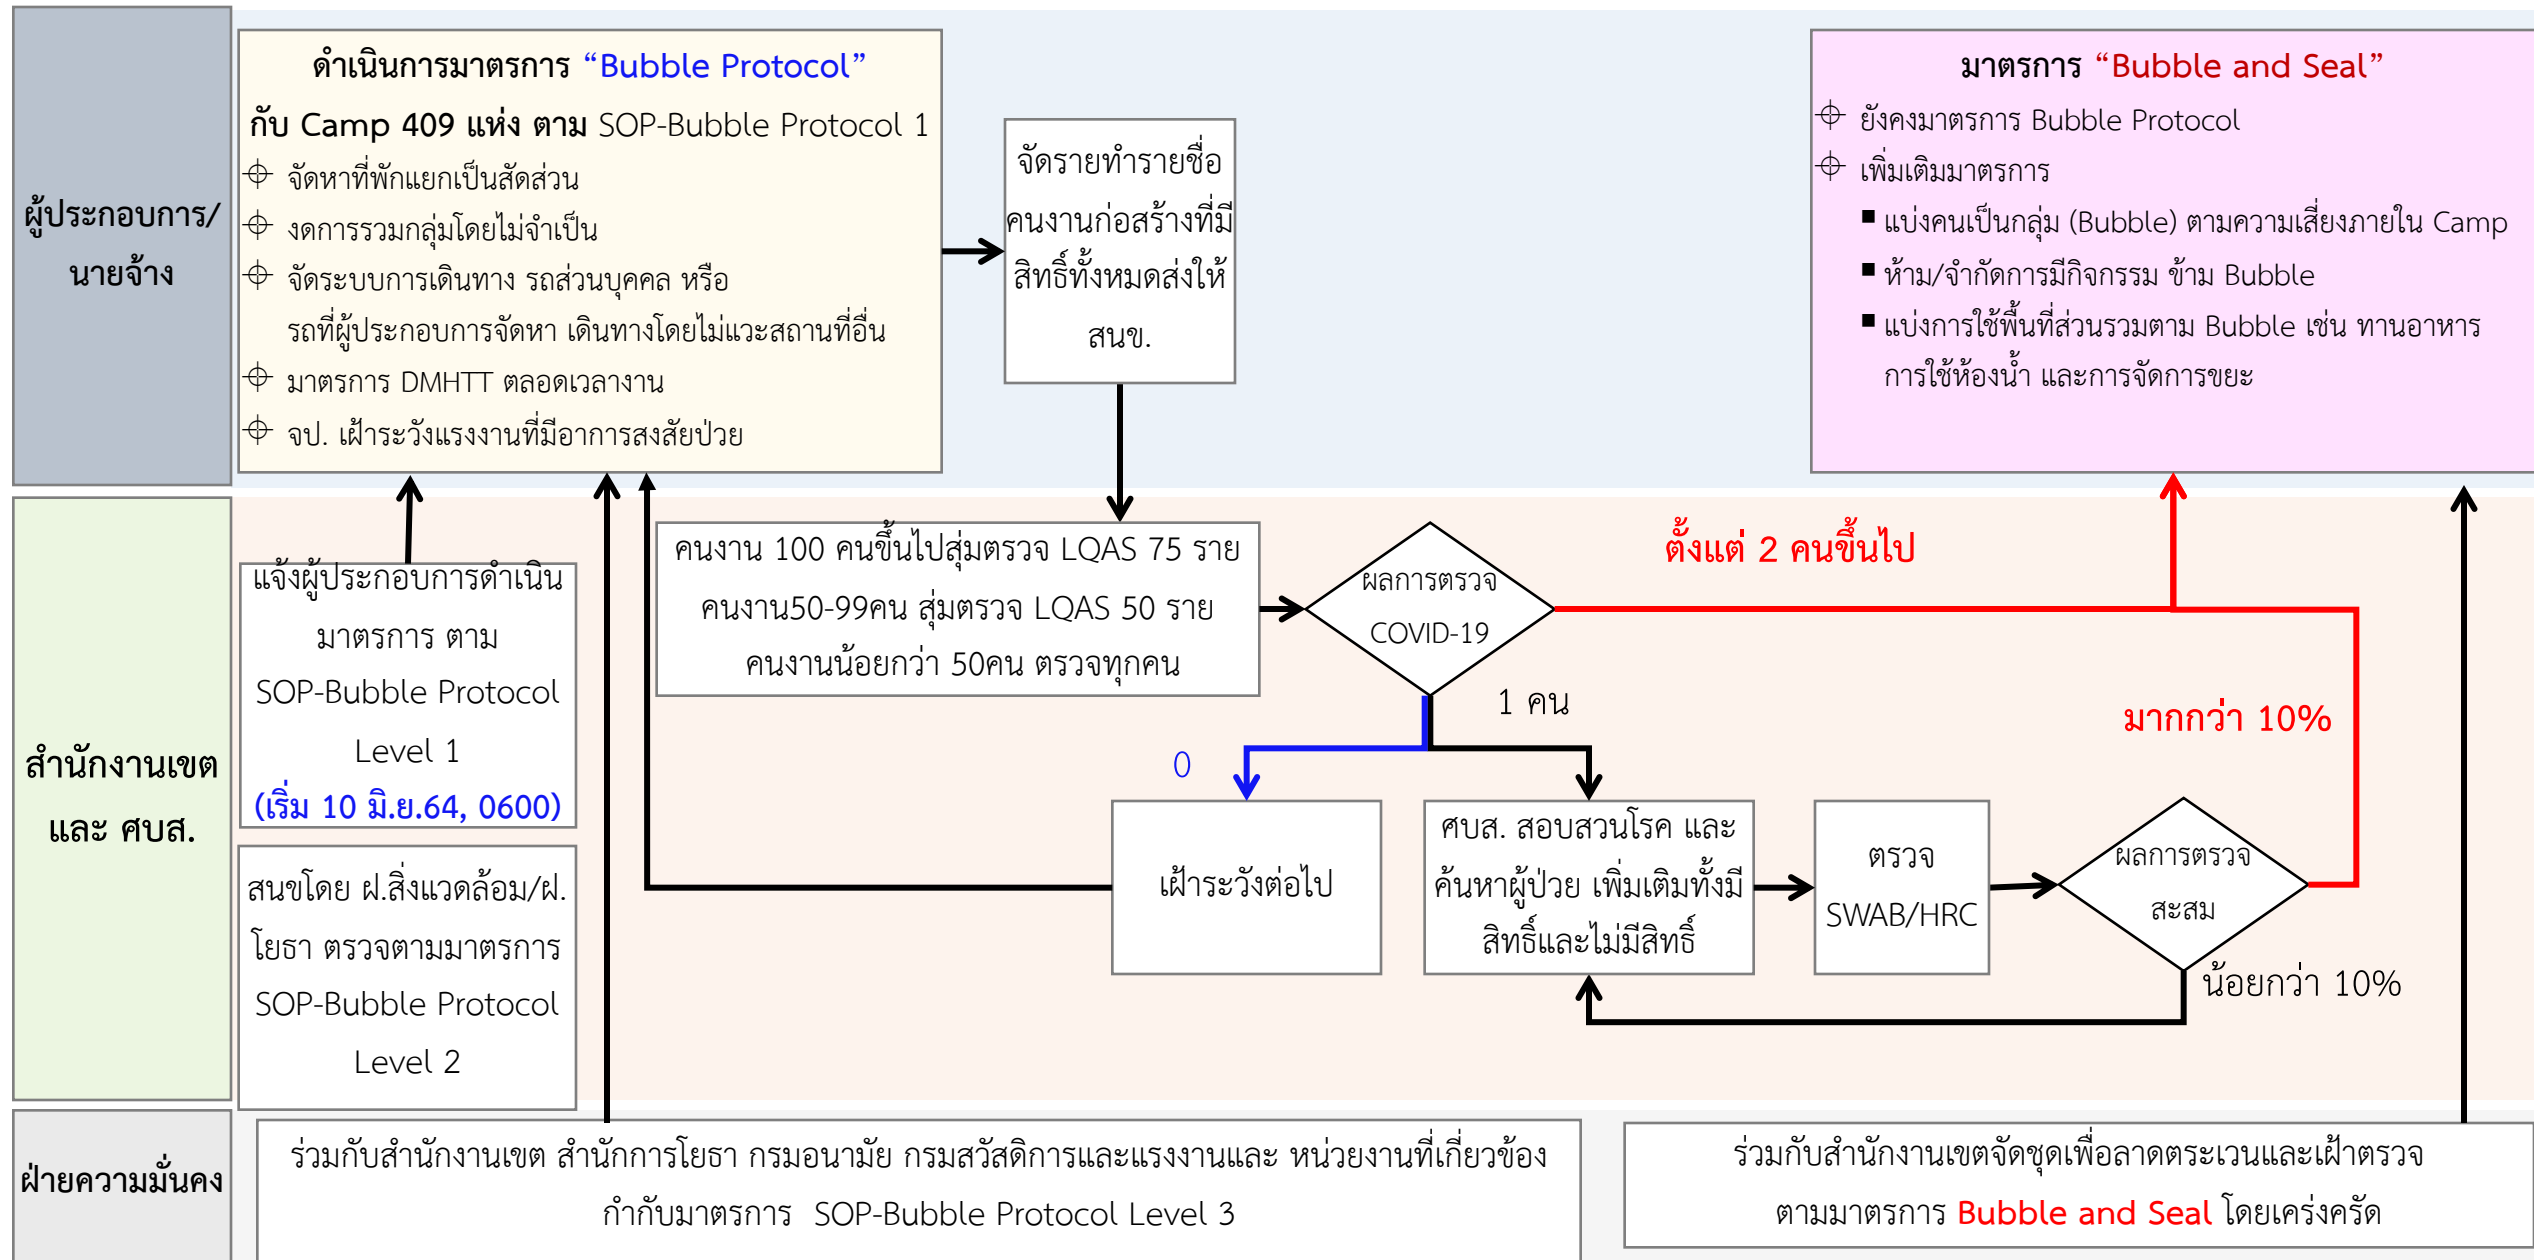 ผู้ประกอบการ/
นายจ้าง
ดำเนินการมาตรการ “Bubble Protocol”
กับ Camp 409 แห่ง ตาม SOP-Bubble Protocol 1
จัดหาที่พักแยกเป็นสัดส่วน
งดการรวมกลุ่มโดยไม่จำเป็น
จัดระบบการเดินทาง รถส่วนบุคคล หรือ
รถที่ผู้ประกอบการจัดหา เดินทางโดยไม่แวะสถานที่อื่น
มาตรการ DMHTT ตลอดเวลางาน
จป. เฝ้าระวังแรงงานที่มีอาการสงสัยป่วย
จัดรายทำรายชื่อ
คนงานก่อสร้างที่มี
สิทธิ์ทั้งหมดส่งให้
สนข.
มาตรการ “Bubble and Seal”
ยังคงมาตรการ Bubble Protocol
เพิ่มเติมมาตรการ
แบ่งคนเป็นกลุ่ม (Bubble) ตามความเสี่ยงภายใน Camp
ห้าม/จำกัดการมีกิจกรรม ข้าม Bubble
แบ่งการใช้พื้นที่ส่วนรวมตาม Bubble เช่น ทานอาหาร
การใช้ห้องน้ำ และการจัดการขยะ
สำนักงานเขต
และ ศบส.
แจ้งผู้ประกอบการดำเนิน
มาตรการ ตาม
SOP-Bubble Protocol
Level 1
(เริ่ม 10 มิ.ย.64, 0600)
สนขโดย ฝ.สิ่งแวดล้อม/ฝ.
โยธา ตรวจตามมาตรการ
SOP-Bubble Protocol
Level 2
คนงาน 100 คนขึ้นไปสุ่มตรวจ LQAS 75 ราย
คนงาน50-99คน สุ่มตรวจ LQAS 50 ราย
คนงานน้อยกว่า 50คน ตรวจทุกคน
ผลการตรวจ
COVID-19
ตั้งแต่ 2 คนขึ้นไป
1 คน
0
มากกว่า 10%
เฝ้าระวังต่อไป
ศบส. สอบสวนโรค และ
ค้นหาผู้ป่วย เพิ่มเติมทั้งมี
สิทธิ์และไม่มีสิทธิ์
ตรวจ
SWAB/HRC
ผลการตรวจ
สะสม
น้อยกว่า 10%
ฝ่ายความมั่นคง
ร่วมกับสำนักงานเขต สำนักการโยธา กรมอนามัย กรมสวัสดิการและแรงงานและ หน่วยงานที่เกี่ยวข้อง
กำกับมาตรการ SOP-Bubble Protocol Level 3
ร่วมกับสำนักงานเขตจัดชุดเพื่อลาดตระเวนและเฝ้าตรวจ
ตามมาตรการ Bubble and Seal โดยเคร่งครัด